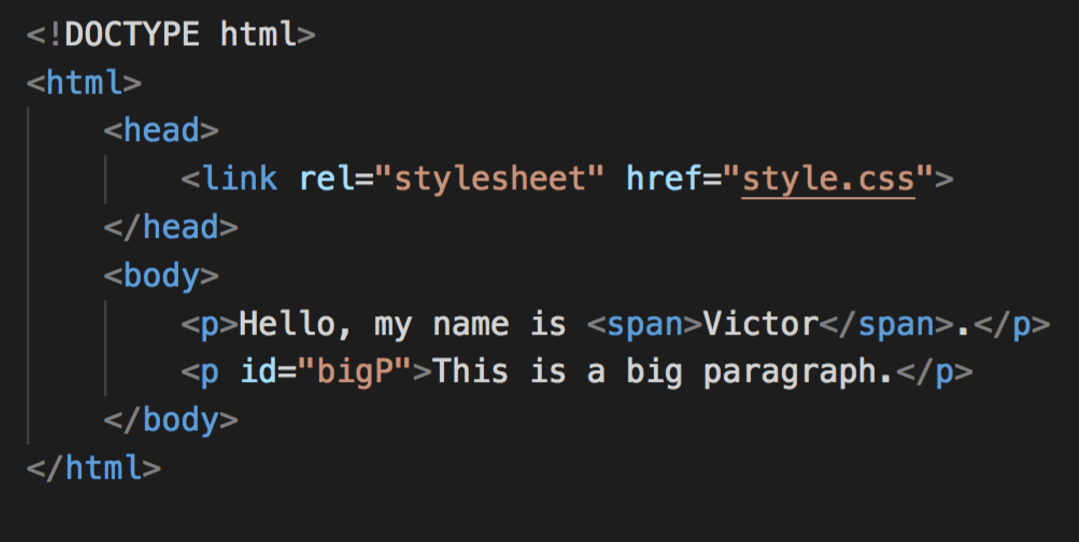 <!DOCTYPE html>
<html>
    <head>
        <link rel="stylesheet" href="style.css">
    </head>
    <body>
        <p>Hello, my name is <span>Victor</span>.</p>
        <p id="bigP">This is a big paragraph.</p>
    </body>
</html>